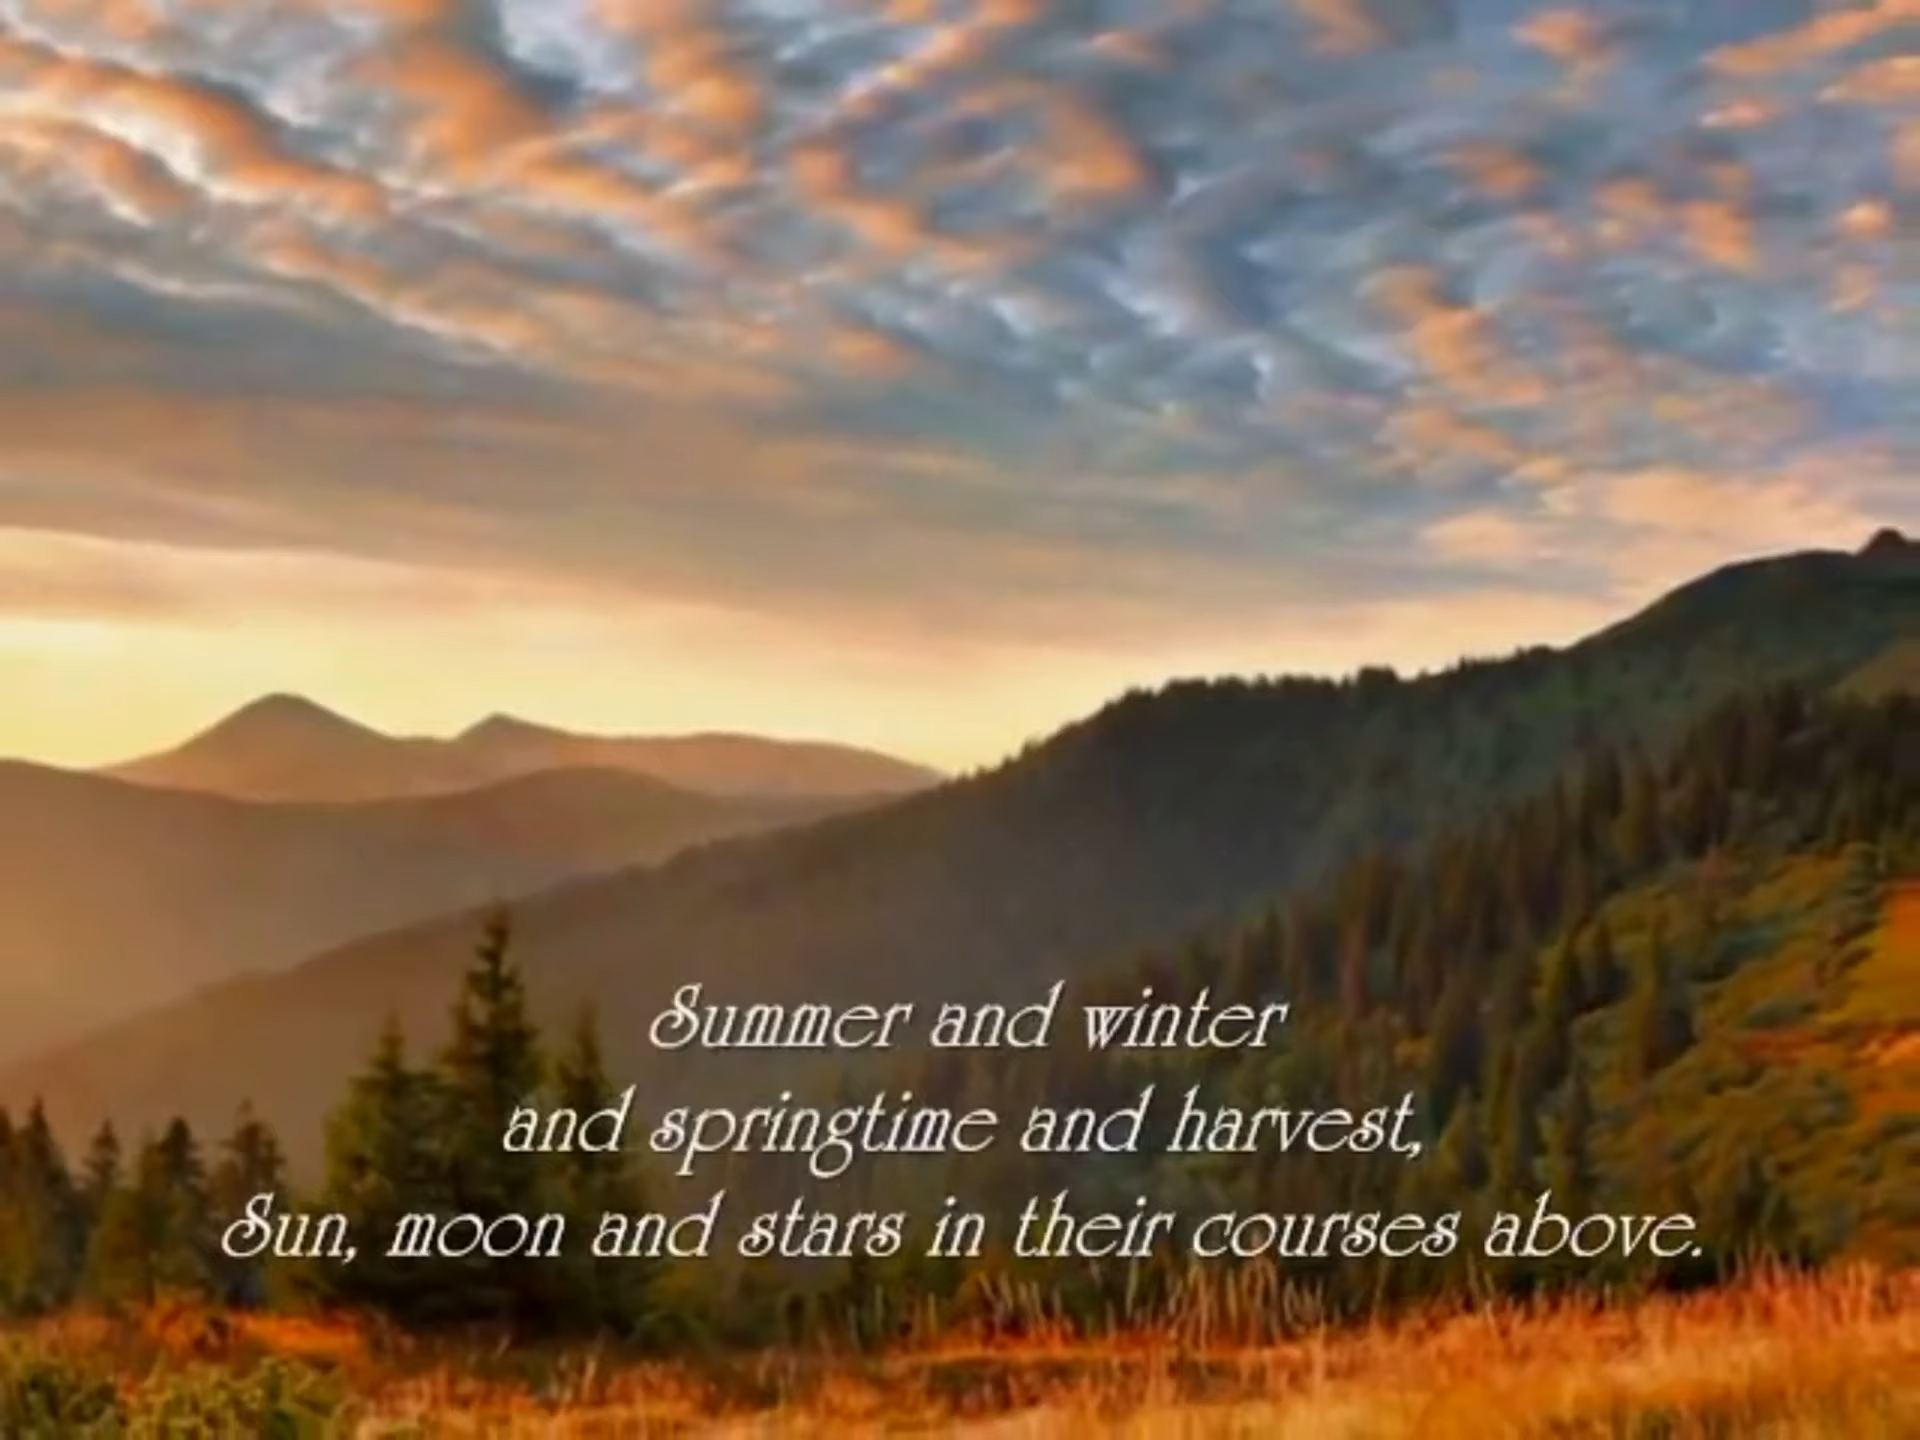 Summer and winter
and springtime and harvest,
Sun, moon and stars in their courses above.